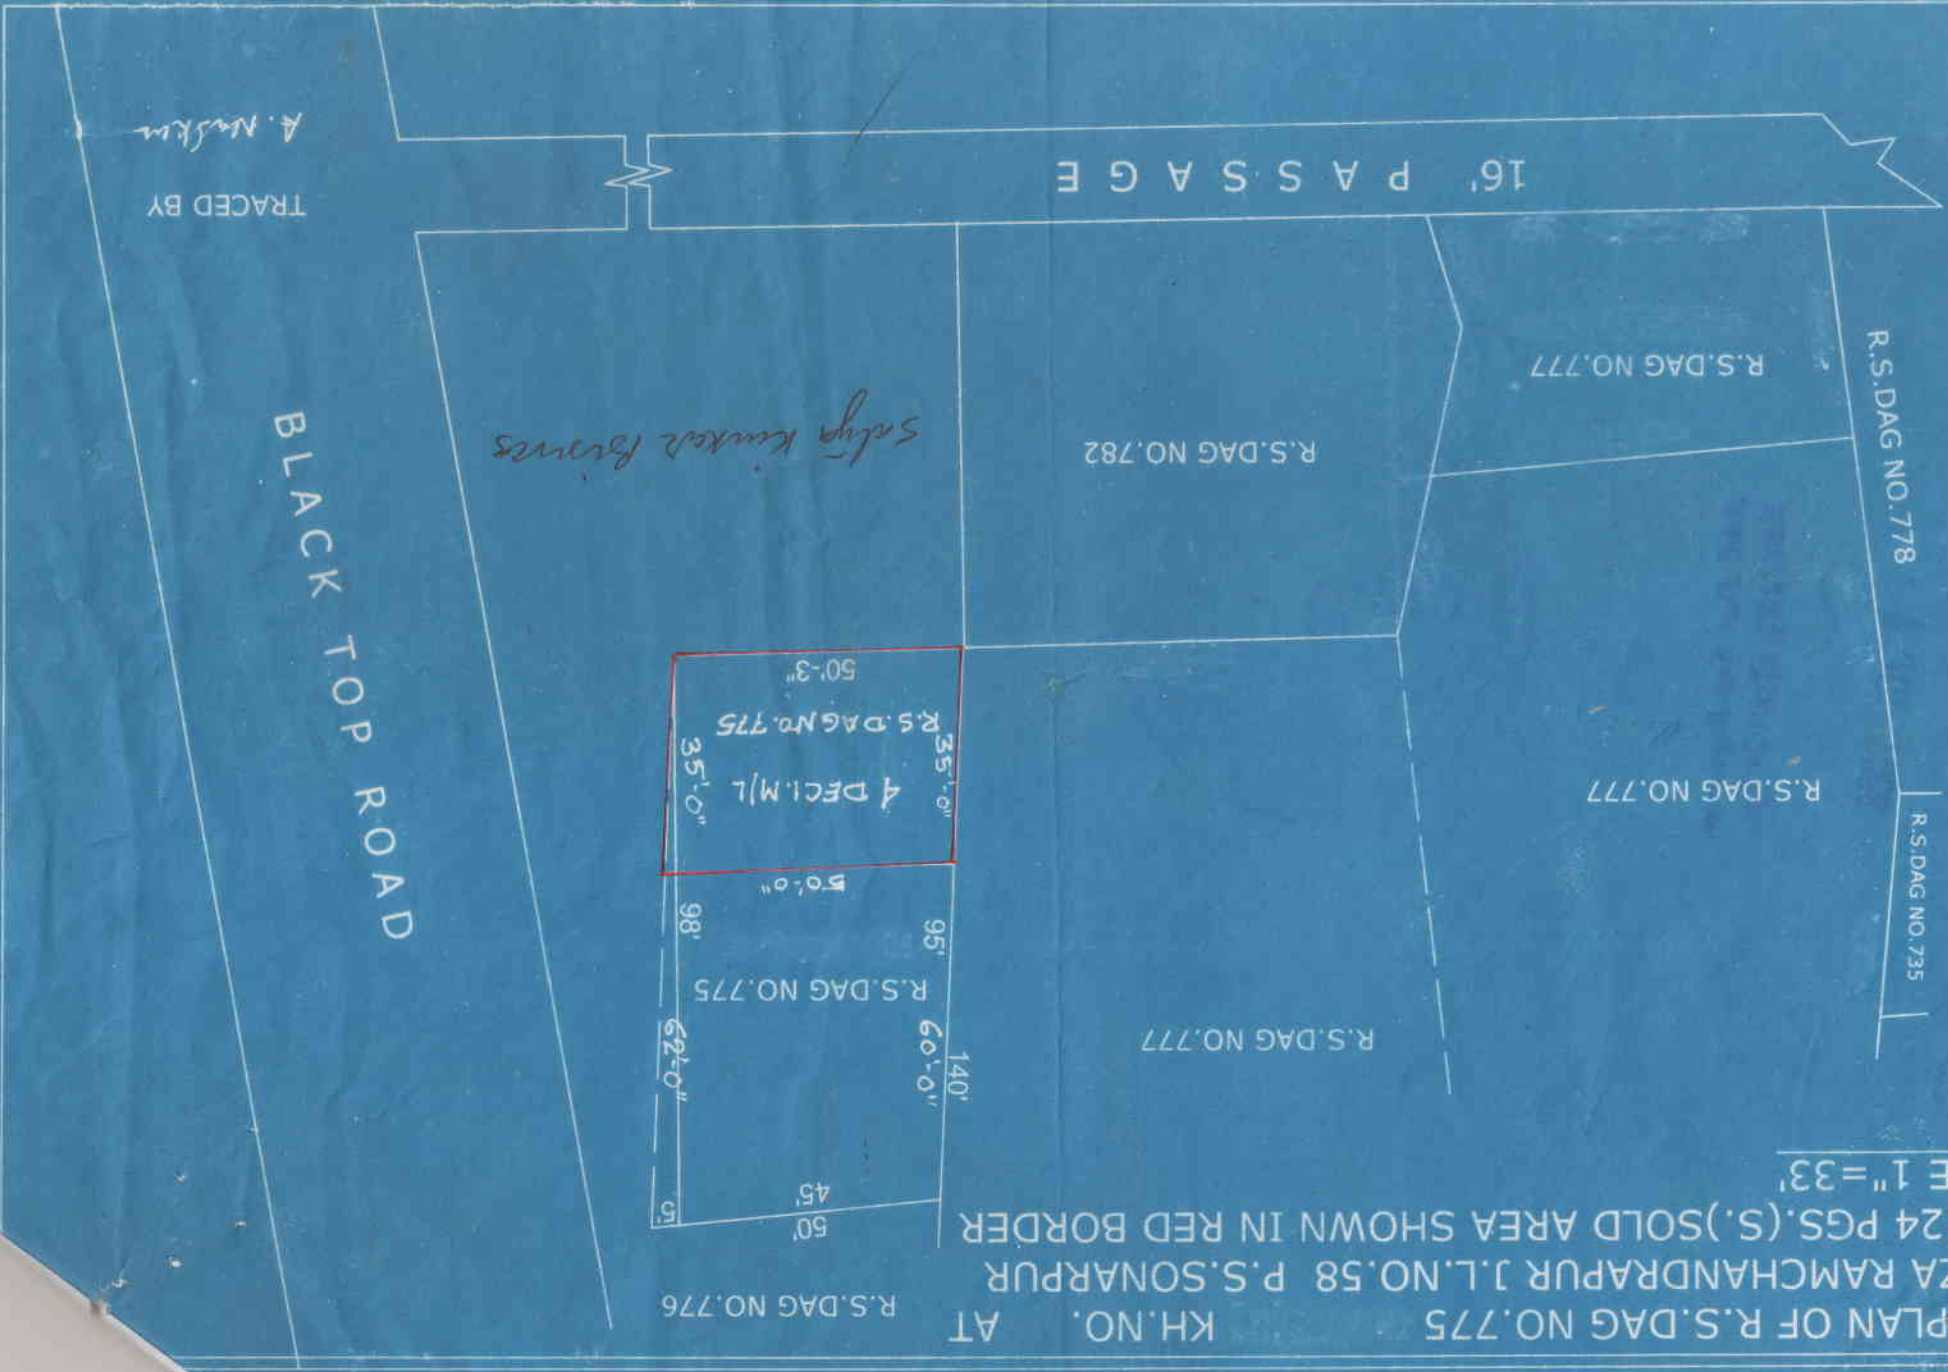 PLAN OF R.S.DAG NO.775 KH.NO. AT
ZA RAMCHANDRAPUR J.L.NO.58 P.S.SONARPUR
24 PGS.(S.)SOLD AREA SHOWN IN RED BORDER
E 1"=33'
R.S.DAG NO.776
50'
45'
5'
R.S.DAG NO.735
R.S.DAG NO.777
140'
60'-0"
62'-0"
R.S.DAG NO.775
95'
98'
50'-0"
R.S.DAG NO.777
35'-0"
4 DECI.M/L
35'-0"
R.S.DAG NO.775
50'-3"
BLACK TOP ROAD
R.S.DAG NO.778
R.S.DAG NO.782
R.S.DAG NO.777
Satya Kinkar Biswas
16' PASSAGE
TRACED BY
A. Naskar